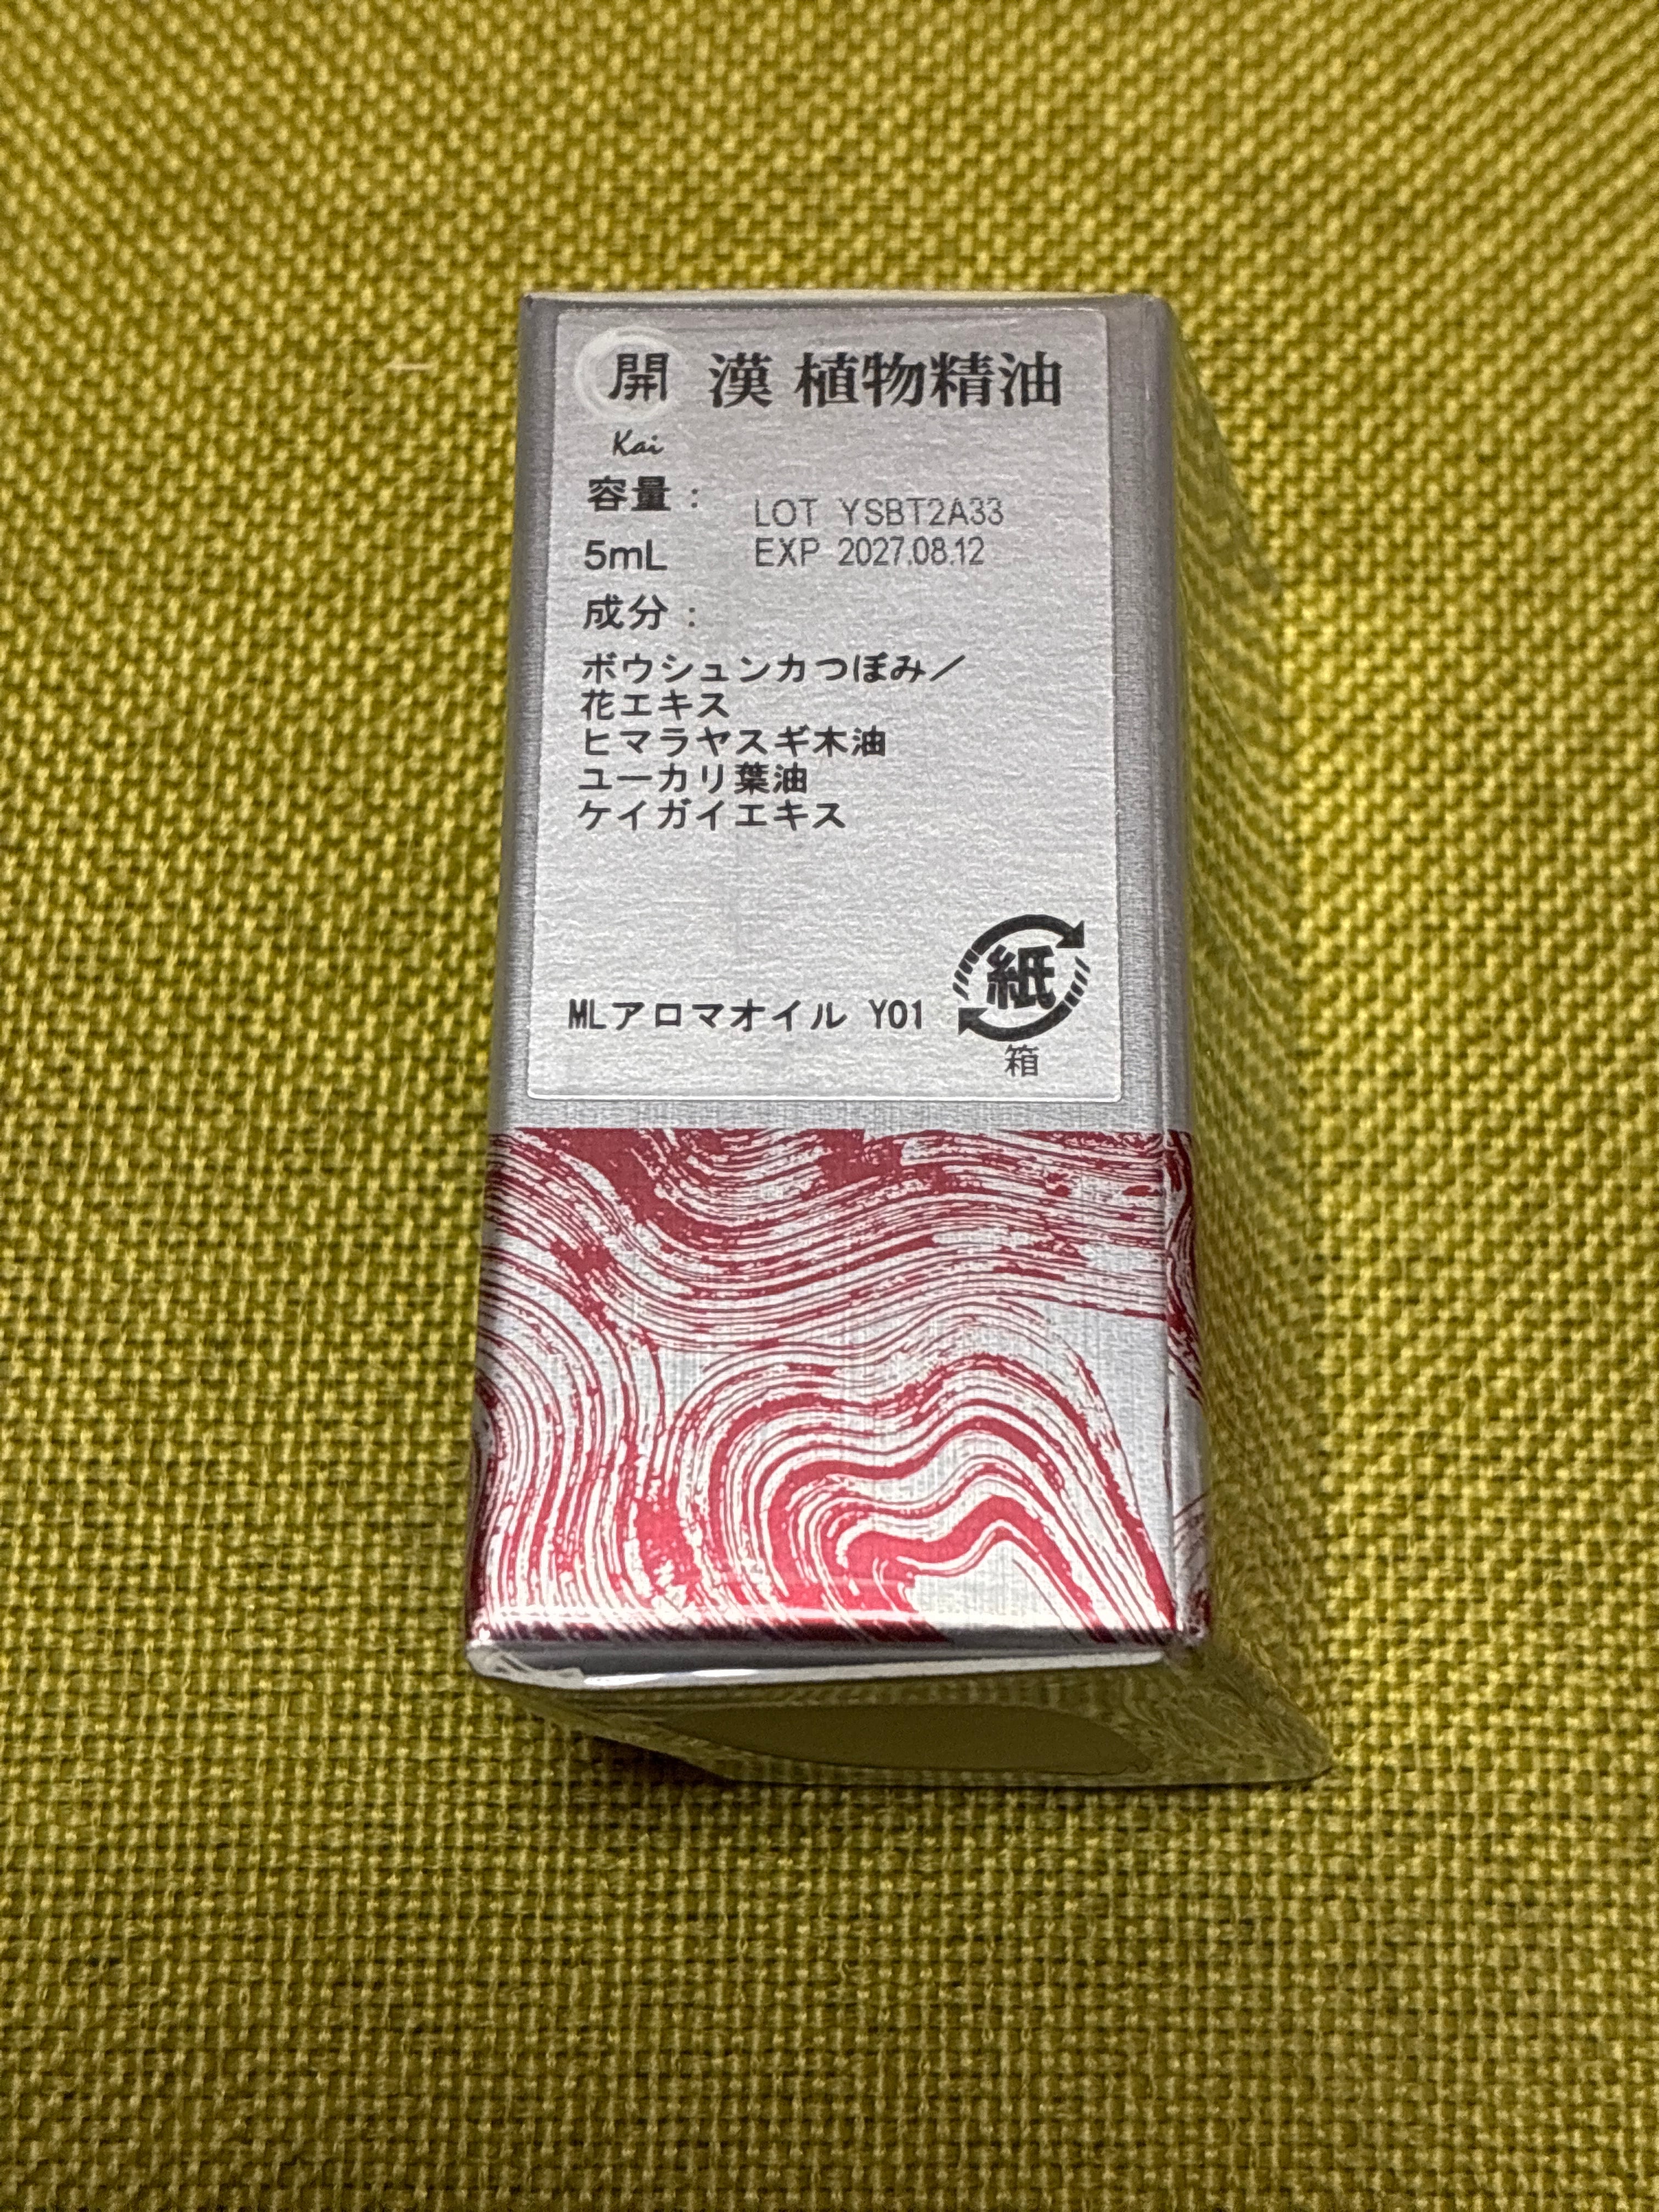 開 漢 植物精油
Kai
容量：
LOT YSBT2A33
5mL
EXP 2027.08.12
成分：
ボウシュンカつぼみ／
花エキス
ヒマラヤスギ木油
ユーカリ葉油
ケイガイエキス
紙
MLアロマオイル Y01
箱